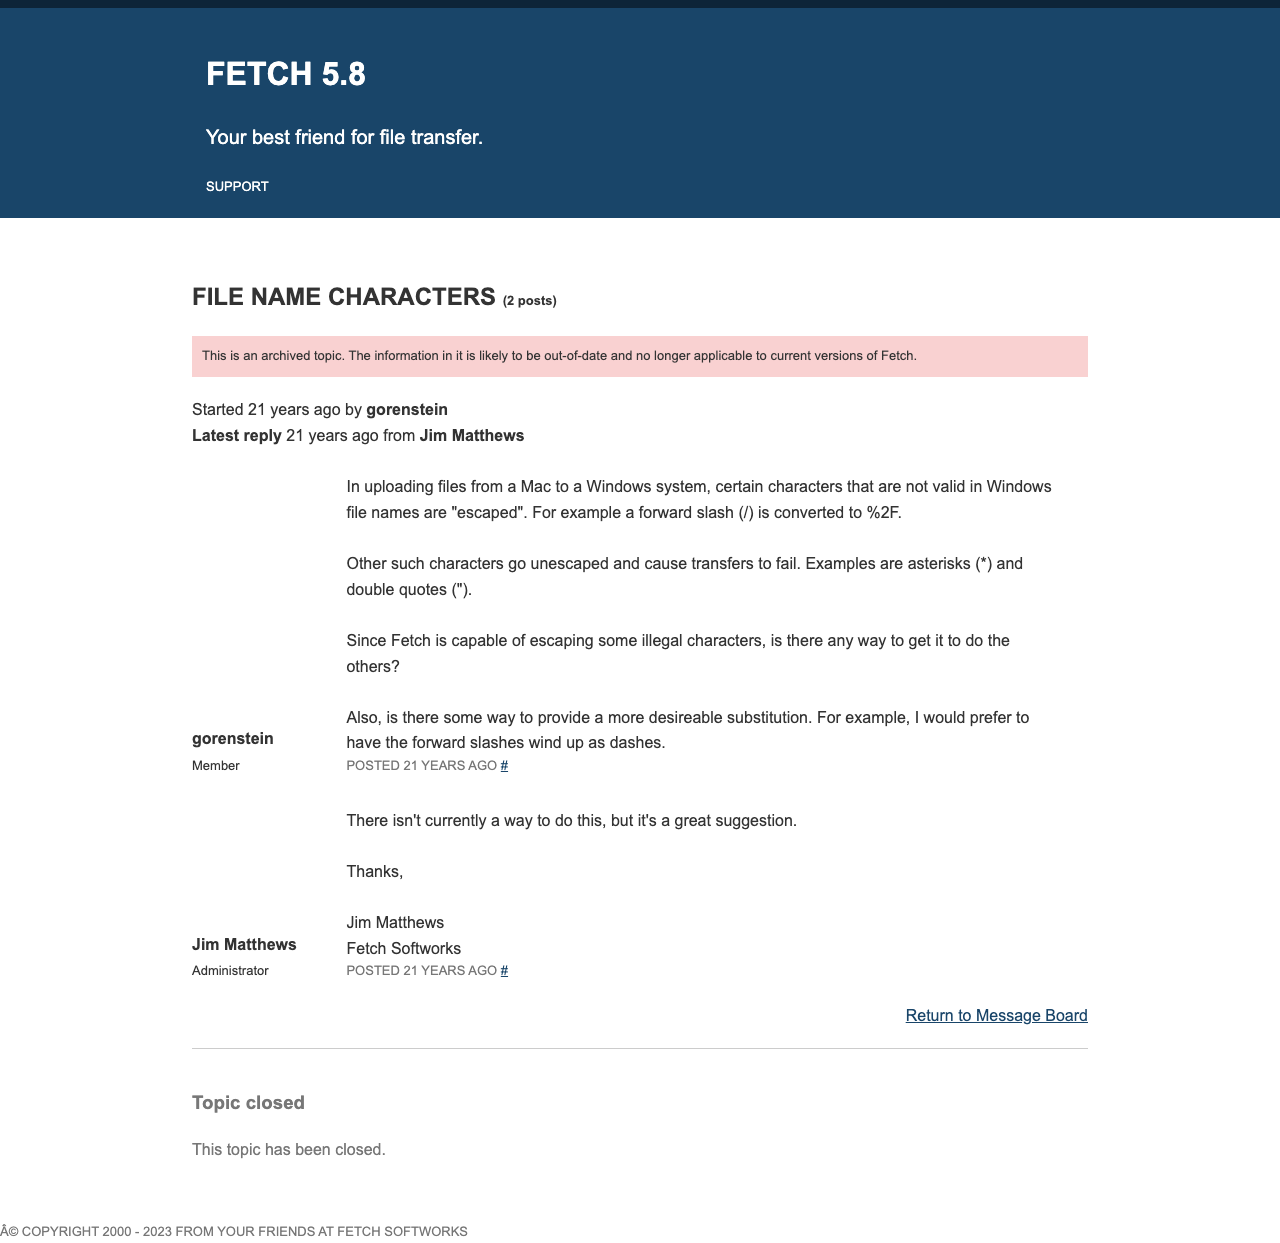 FETCH 5.8
Your best friend for file transfer.
SUPPORT
FILE NAME CHARACTERS (2 posts)
This is an archived topic. The information in it is likely to be out-of-date and no longer applicable to current versions of Fetch.
Started 21 years ago by gorenstein
Latest reply 21 years ago from Jim Matthews
In uploading files from a Mac to a Windows system, certain characters that are not valid in Windows
file names are "escaped". For example a forward slash (/) is converted to %2F.
Other such characters go unescaped and cause transfers to fail. Examples are asterisks (*) and
double quotes (").
Since Fetch is capable of escaping some illegal characters, is there any way to get it to do the
others?
Also, is there some way to provide a more desireable substitution. For example, I would prefer to
have the forward slashes wind up as dashes.
gorenstein
Member
POSTED 21 YEARS AGO #
There isn't currently a way to do this, but it's a great suggestion.
Thanks,
Jim Matthews
Fetch Softworks
Jim Matthews
Administrator
POSTED 21 YEARS AGO #
Return to Message Board
Topic closed
This topic has been closed.
Â© COPYRIGHT 2000 - 2023 FROM YOUR FRIENDS AT FETCH SOFTWORKS